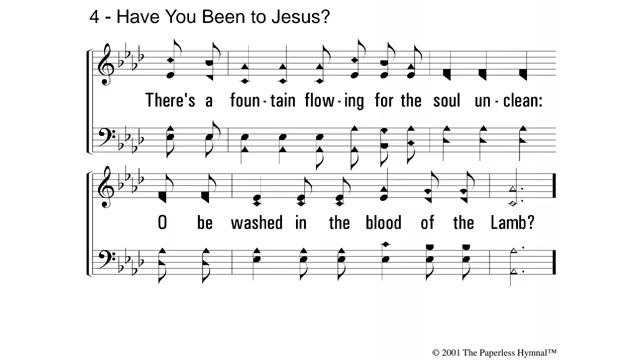 4 - Have You Been to Jesus?
There's a foun - tain flow - ing for the soul un - clean:
O be washed in the blood of the Lamb?
© 2001 The Paperless Hymnal™